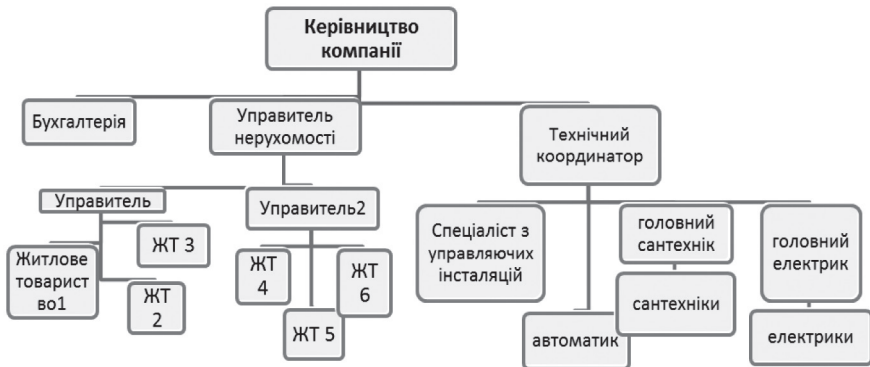 Керівництво
компанії
Бухгалтерія
Управитель
нерухомості
Технічний
координатор
Управитель
Управитель2
Житлове
товарист
во1
ЖТ 3
ЖТ
2
ЖТ
4
ЖТ 5
ЖТ
6
Спеціаліст з
управляючих
інсталяцій
автоматик
головний
сантехнік
сантехніки
головний
електрик
електрики